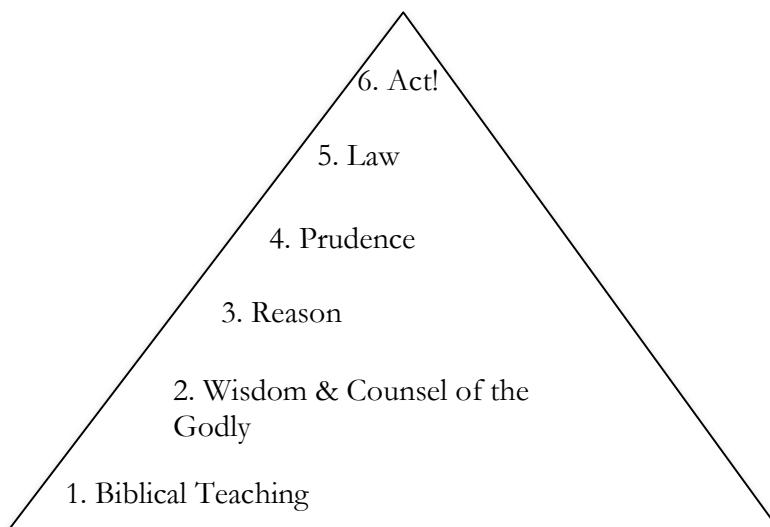 6. Act!
5. Law
4. Prudence
3. Reason
2. Wisdom & Counsel of the
Godly
1. Biblical Teaching